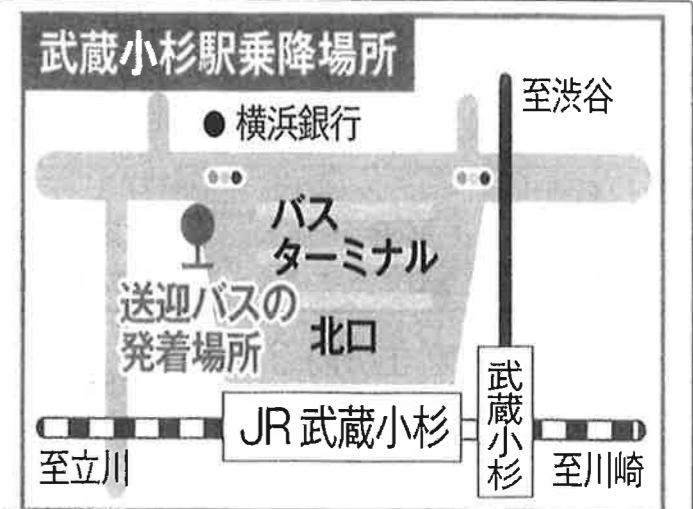 武蔵小杉駅乗降場所
至渋谷
横浜銀行
バス
ターミナル
送迎バスの
発着場所
北口
JR 武蔵小杉
武蔵小杉
至立川
至川崎